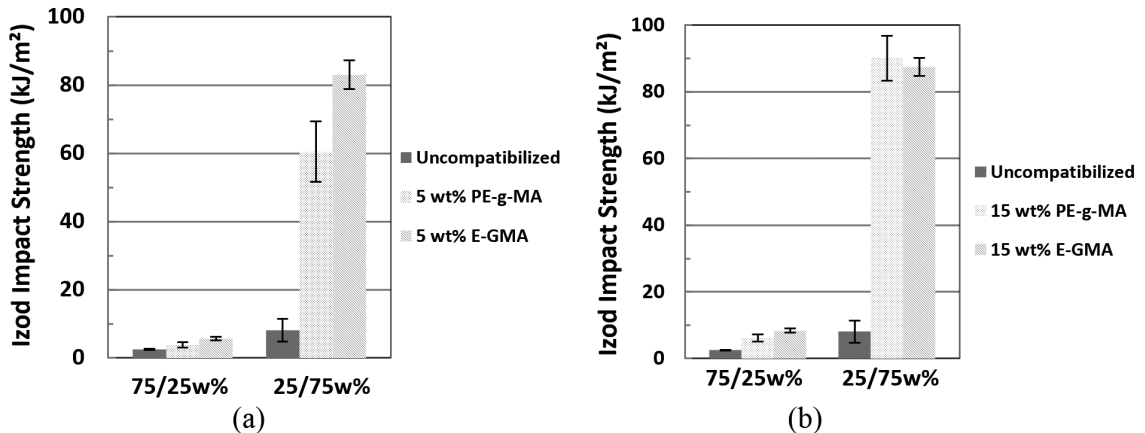 Izod Impact Strength (kJ/m²)
100
80
60
40
20
0
75/25w%
25/75w%
Uncompatibilized
5 wt% PE-g-MA
5 wt% E-GMA
(a)
Izod Impact Strength (kJ/m²)
100
80
60
40
20
0
75/25w%
25/75w%
Uncompatibilized
15 wt% PE-g-MA
15 wt% E-GMA
(b)